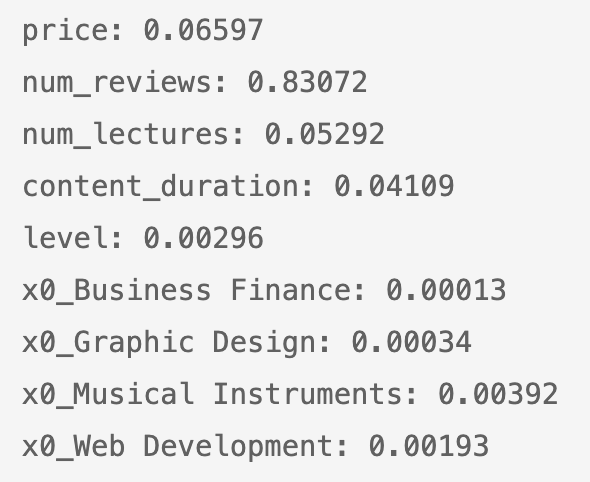 price: 0.06597
num_reviews: 0.83072
num_lectures: 0.05292
content_duration: 0.04109
level: 0.00296
x0_Business Finance: 0.00013
x0_Graphic Design: 0.00034
x0_Musical Instruments: 0.00392
x0_Web Development: 0.00193